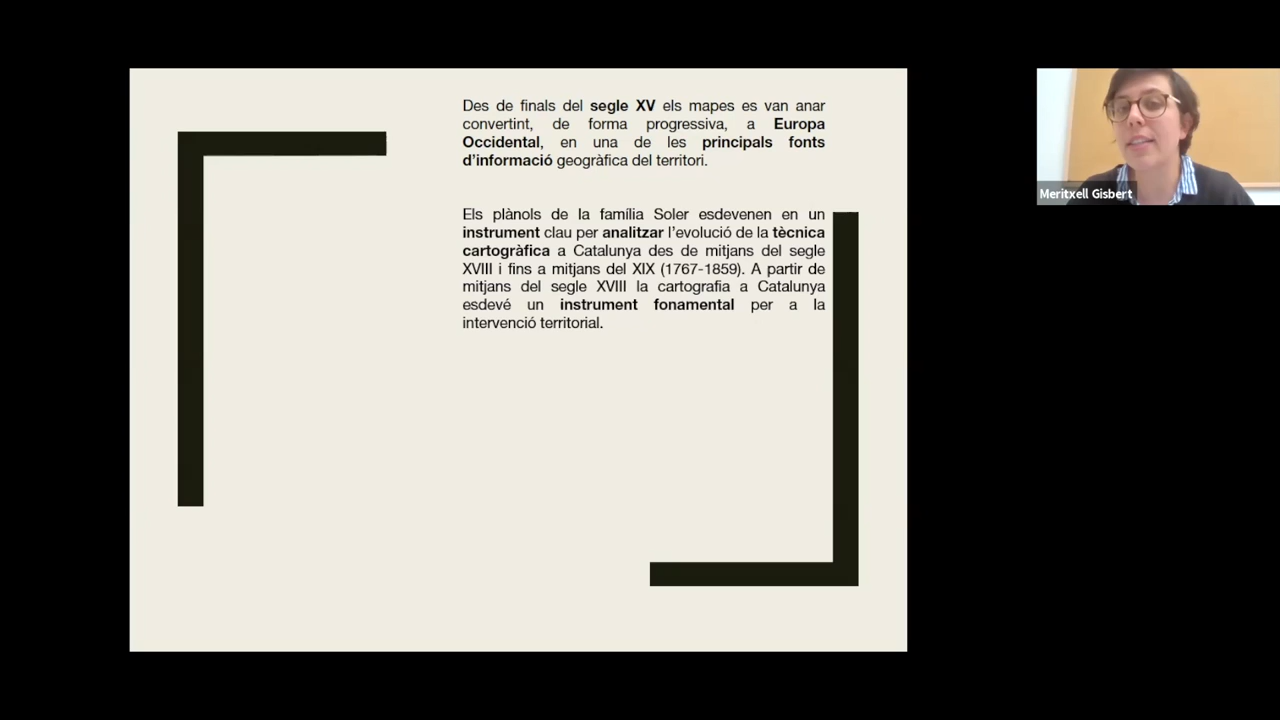 Des de finals del segle XV els mapes es van anar
convertint, de forma progressiva, a Europa
Occidental, en una de les principals fonts
d'informació geogràfica del territori.
Els plànols de la família Soler esdevenen en un
instrument clau per analitzar l'evolució de la tècnica
cartogràfica a Catalunya des de mitjans del segle
XVIII i fins a mitjans del XIX (1767-1859). A partir de
mitjans del segle XVIII la cartografia a Catalunya
esdevé un instrument fonamental per a la
intervenció territorial.
Meritxell Gisbert